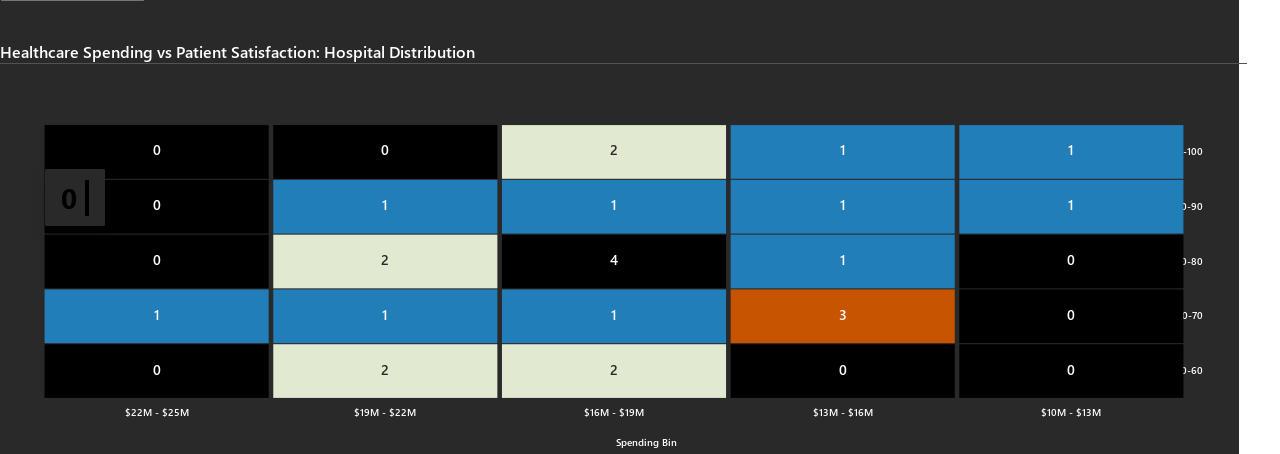 Healthcare Spending vs Patient Satisfaction: Hospital Distribution
0 0 2 1 1 -100
0 |
0 1 1 1 1 0-90
0 2 4 1 0 0-80
1 1 1 3 0 0-70
0 2 2 0 0 0-60
$22M - $25M $19M - $22M $16M - $19M $13M - $16M $10M - $13M
Spending Bin